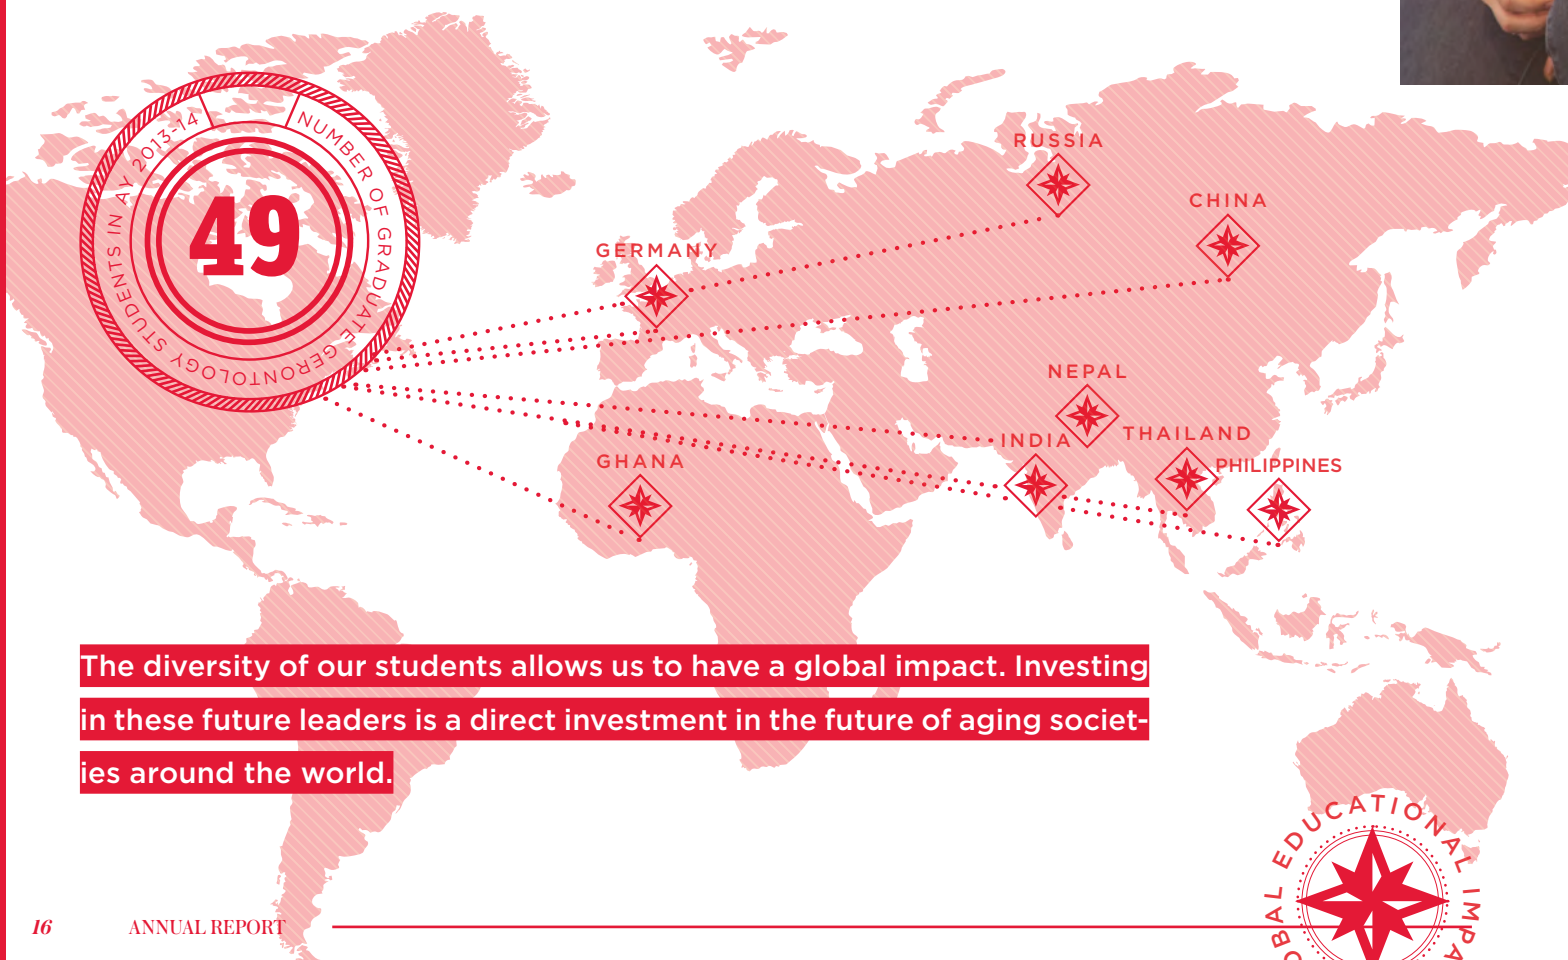 NUMBER OF GRADUATE GERONTOLOGY STUDENTS IN AY 2013-14
49
RUSSIA
CHINA
GERMANY
NEPAL
INDIA
THAILAND
PHILIPPINES
GHANA
The diversity of our students allows us to have a global impact. Investing
in these future leaders is a direct investment in the future of aging societ-
ies around the world.
EDUCATIONAL
16 ANNUAL REPORT